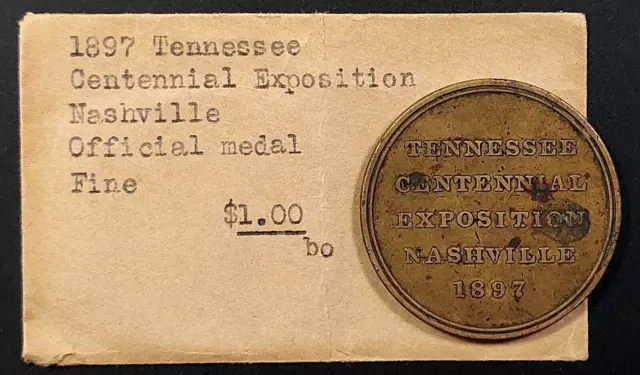 1897 Tennessee
Centennial Exposition
Nashville
Official medal
Fine
$1.00
bo
TENNESSEE
CENTENNIAL
EXPOSITION
NASHVILLE
1897